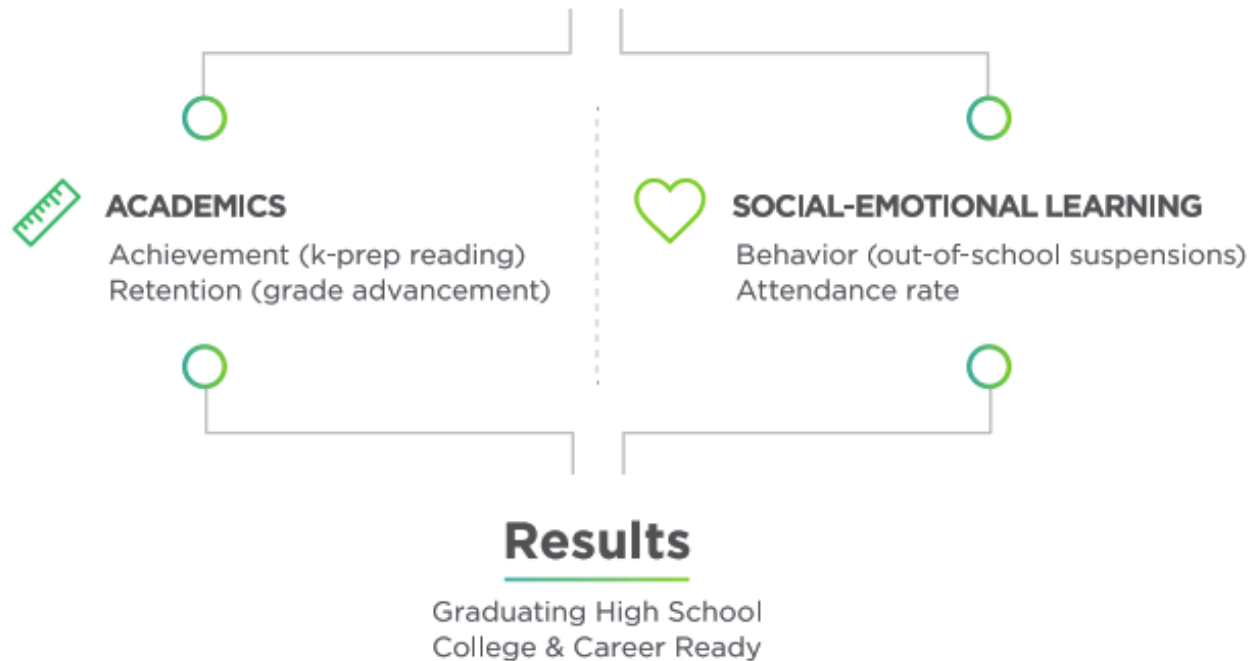 ACADEMICS
Achievement (k-prep reading)
Retention (grade advancement)
SOCIAL-EMOTIONAL LEARNING
Behavior (out-of-school suspensions)
Attendance rate
Results
Graduating High School
College & Career Ready